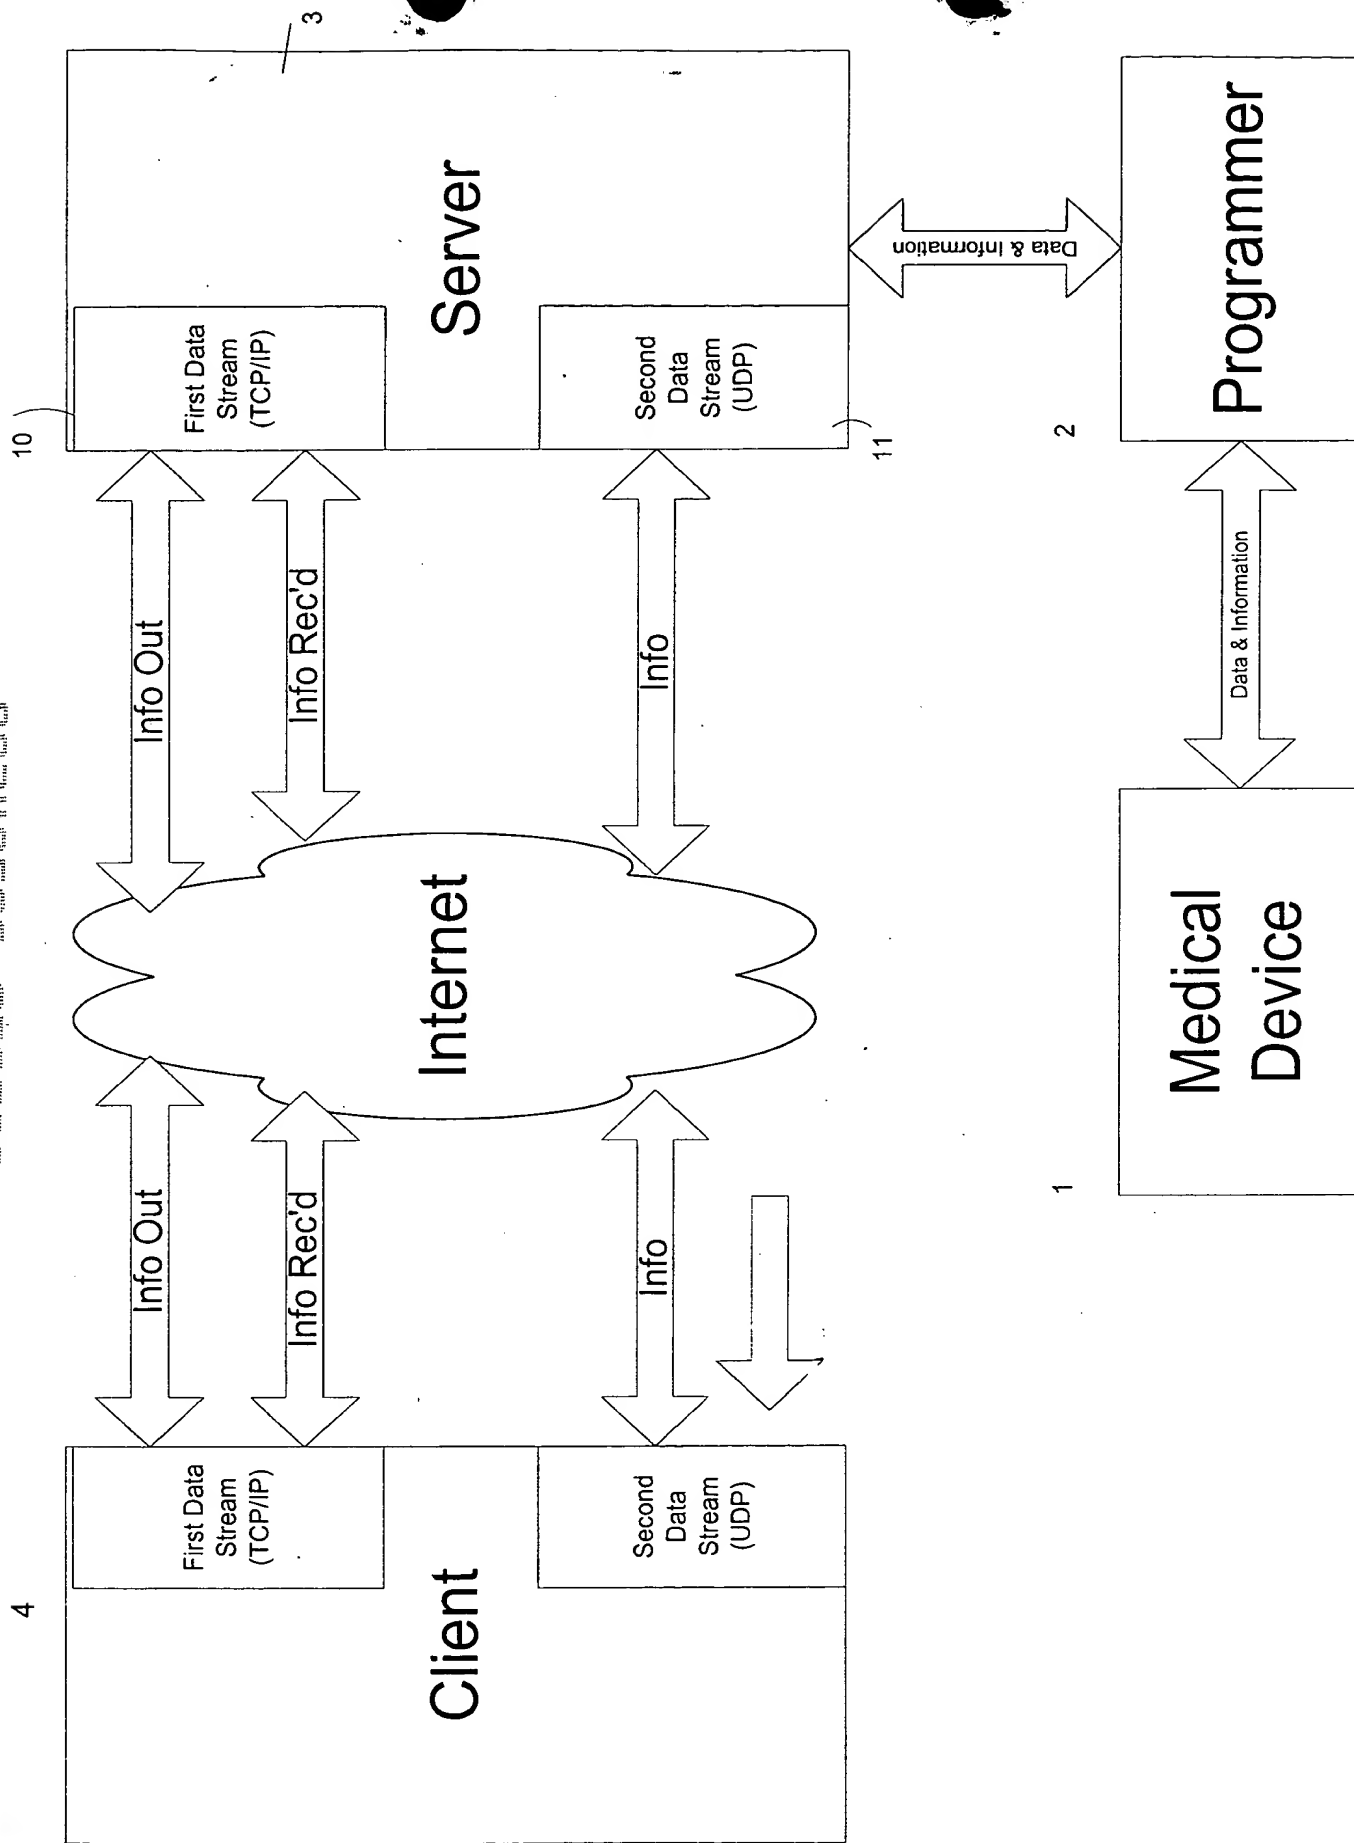 4
Client
First Data
Stream
(TCP/IP)
Second
Data
Stream
(UDP)
Info Out
Info Rec'd
Info
Internet
Info Out
Info Rec'd
Info
10
First Data
Stream
(TCP/IP)
Second
Data
Stream
(UDP)
11
Server
3
Data & Information
1
Medical
Device
Data & Information
2
Programmer